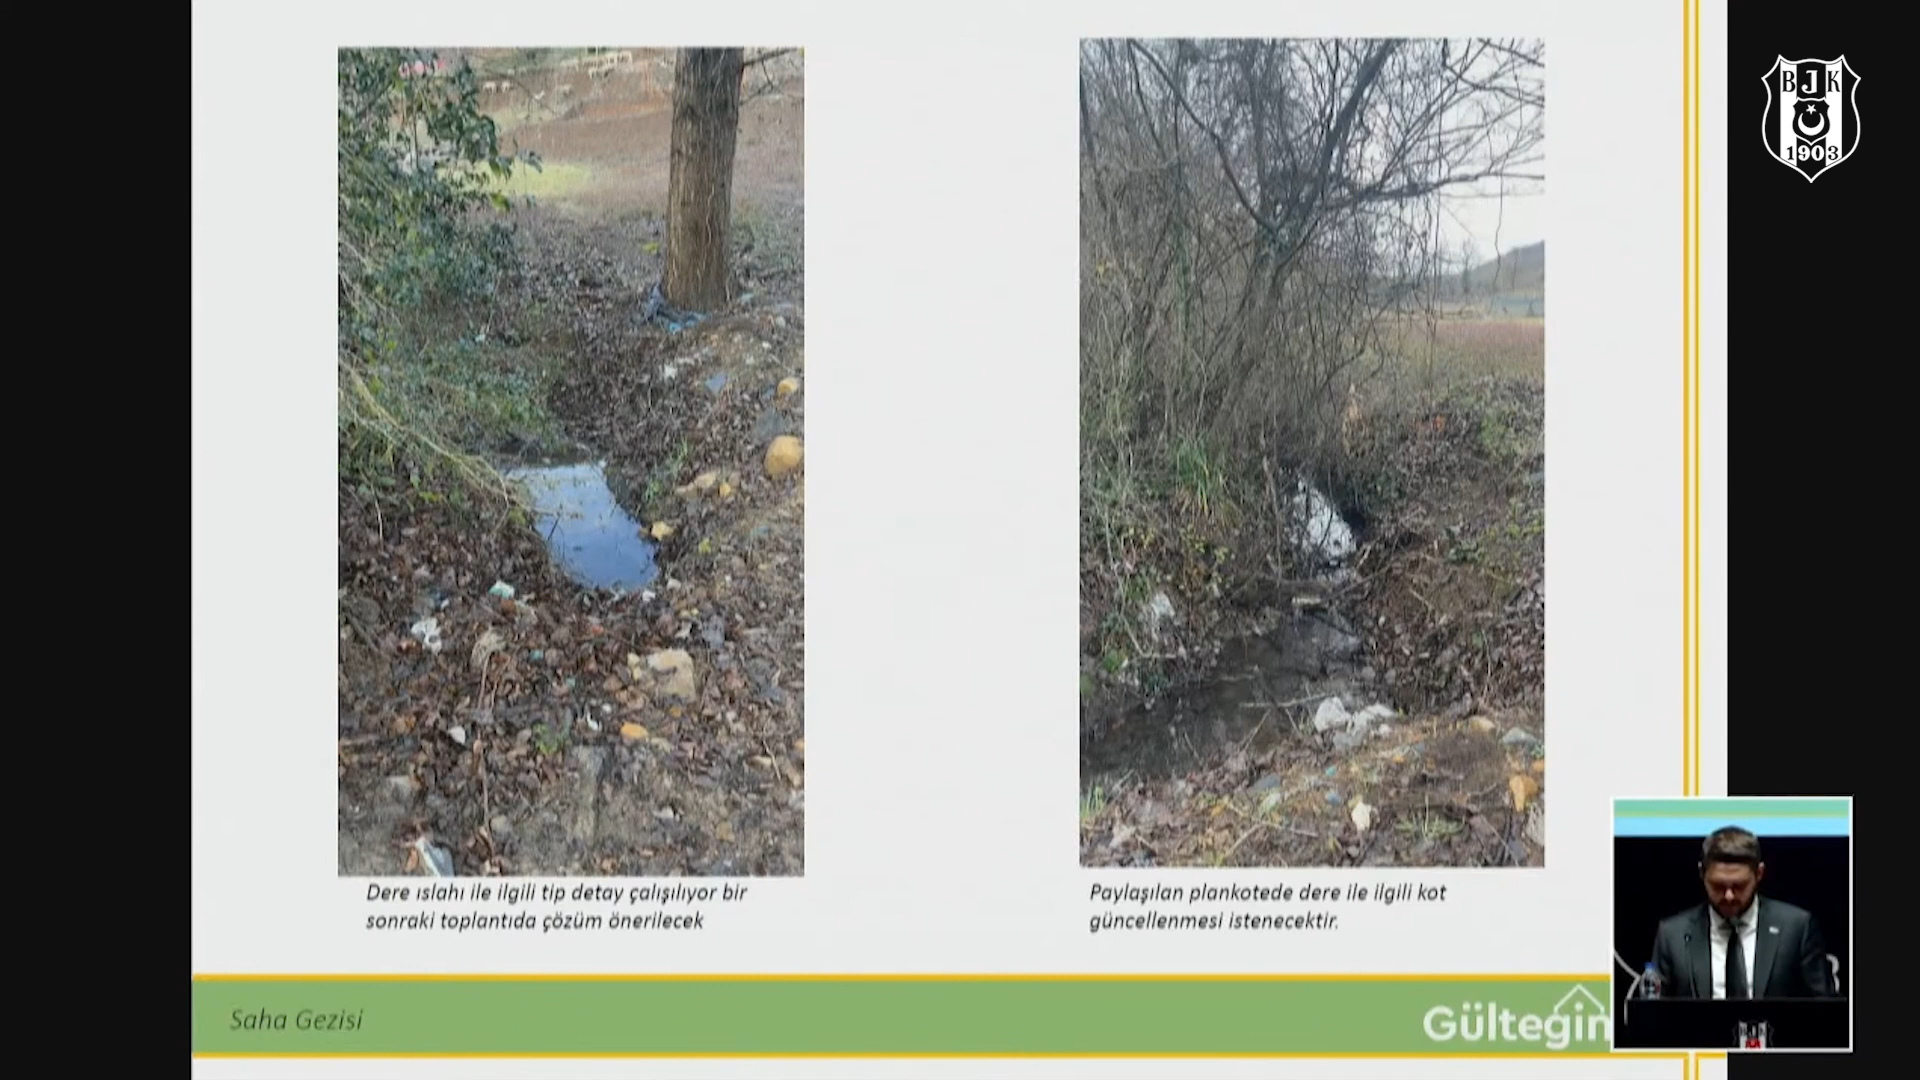 BJK
1903
Dere ıslahı ile ilgili tip detay çalışılıyor bir
sonraki toplantıda çözüm önerilecek
Paylaşılan plankotede dere ile ilgili kot
güncellenmesi istenecektir.
Saha Gezisi
Gültegin